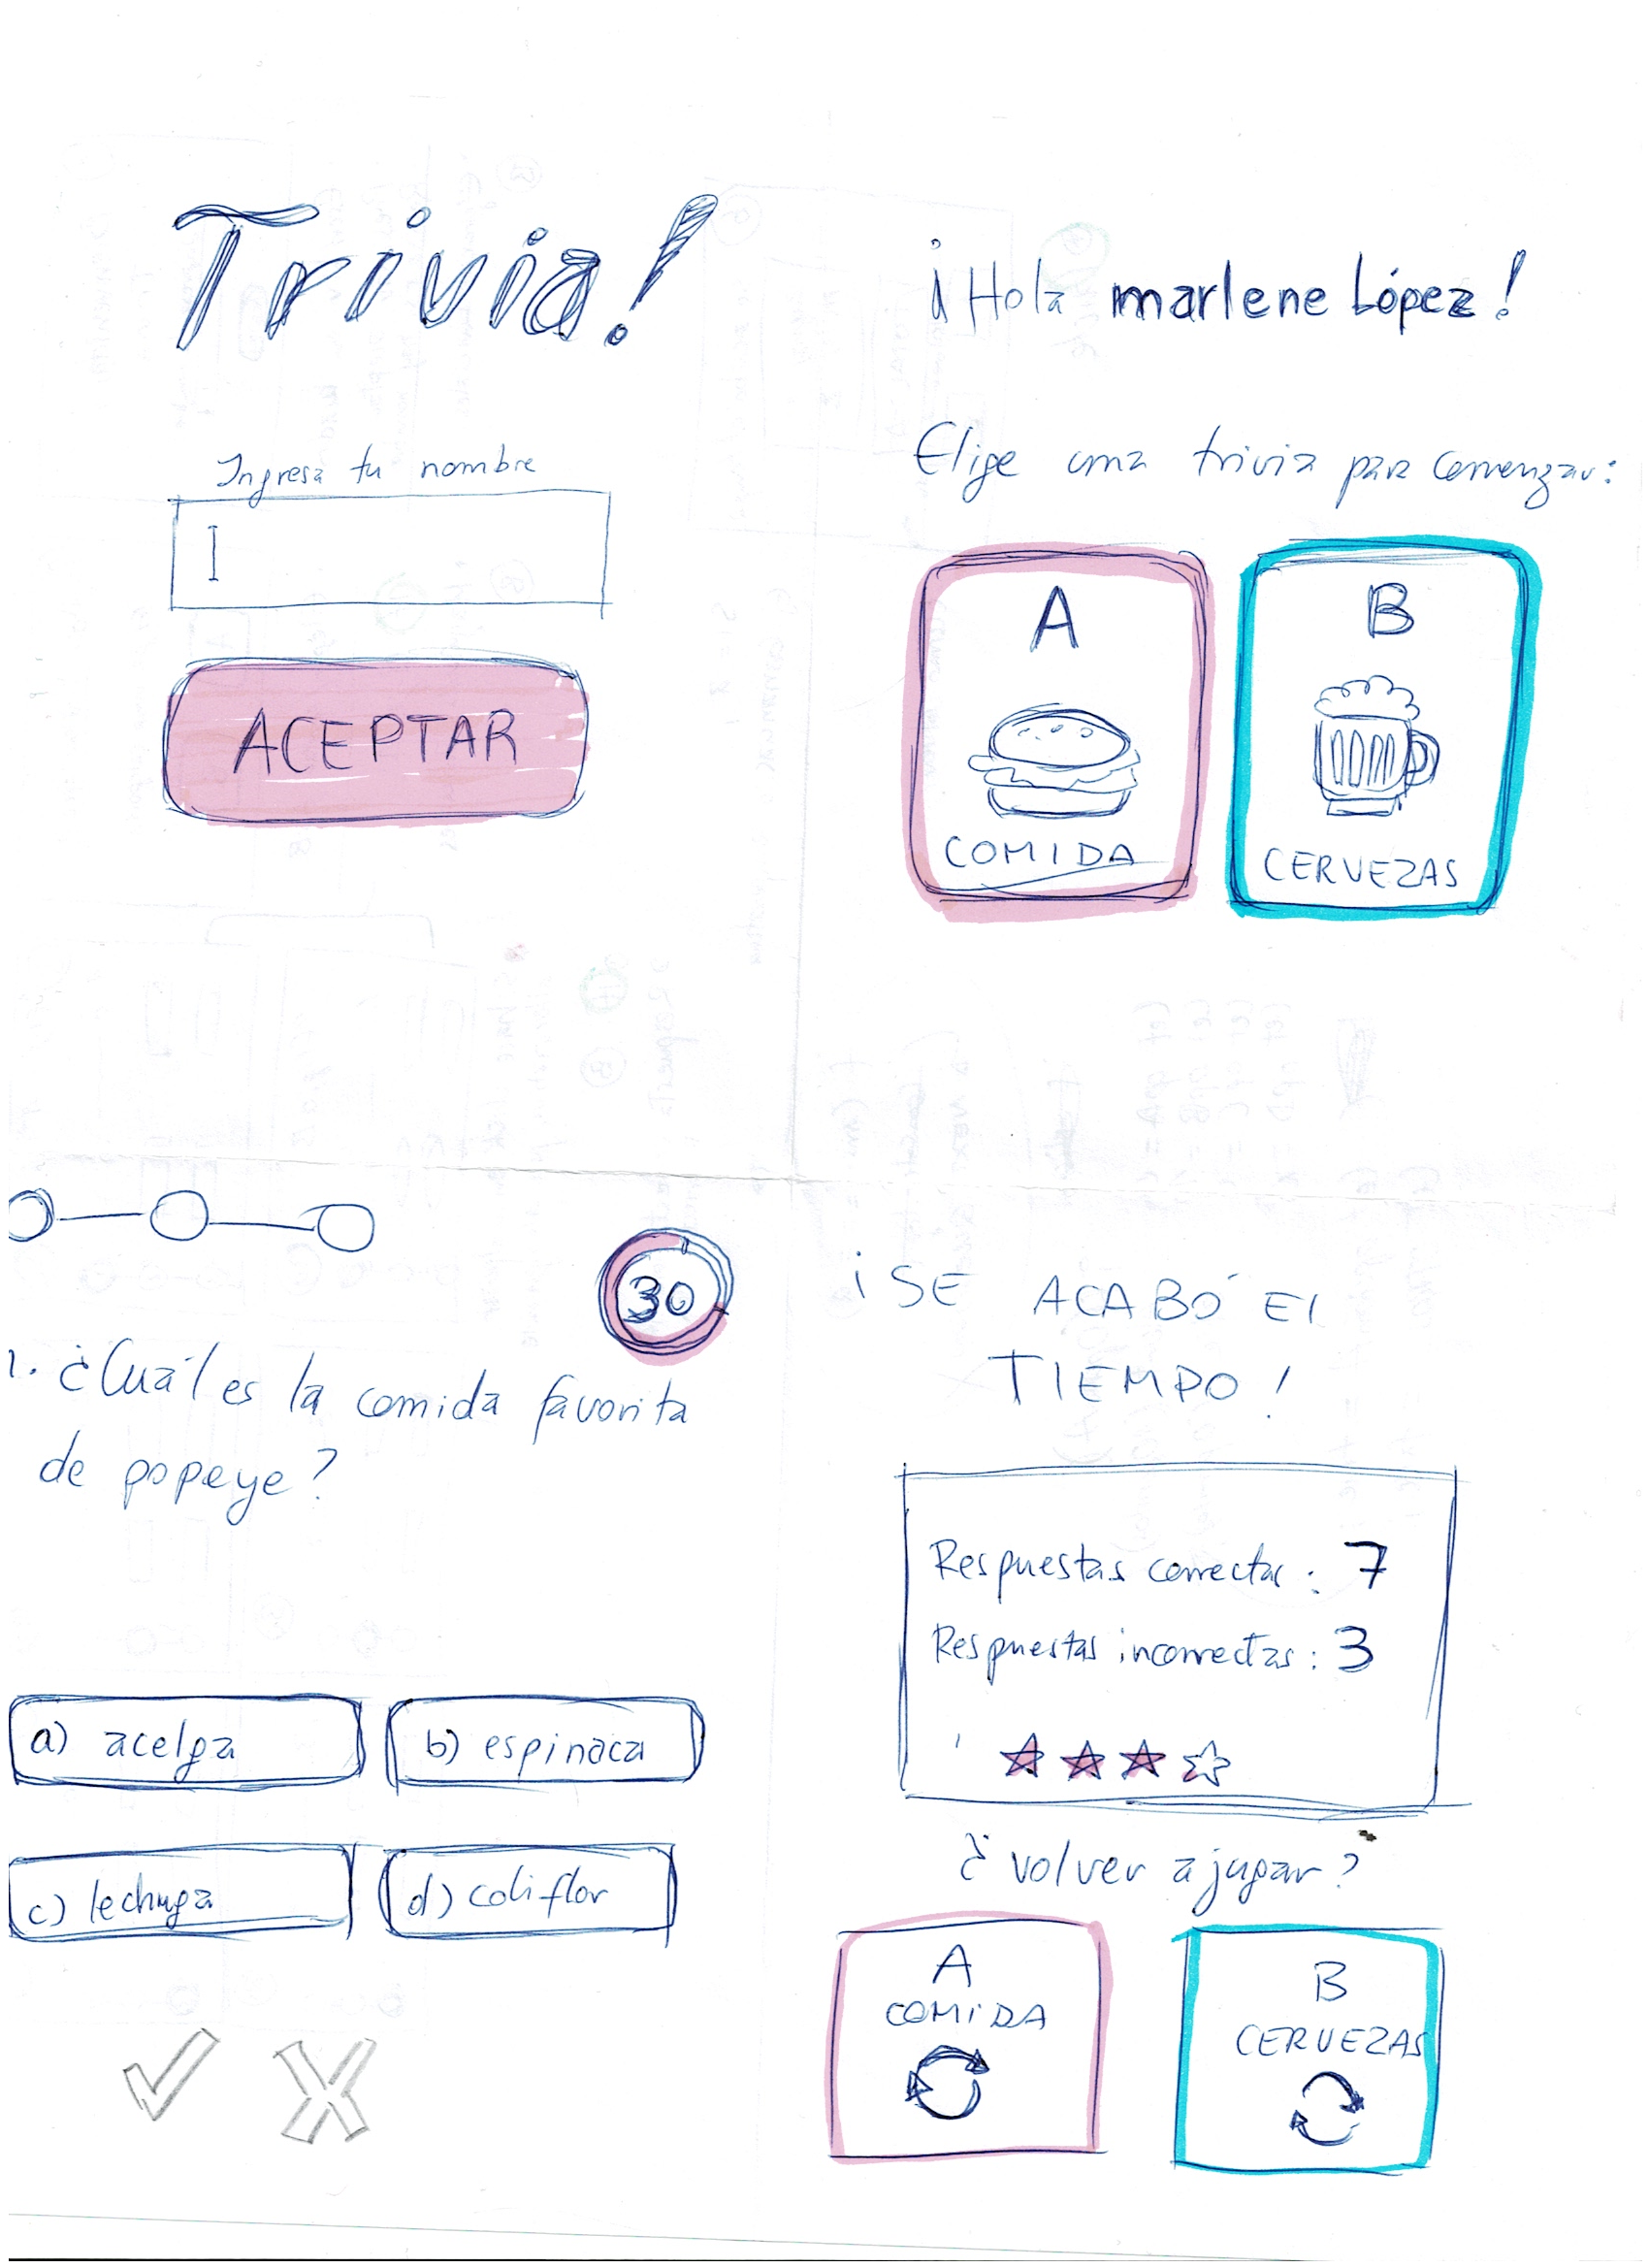 Trivia!
Ingresa tu nombre
ACEPTAR
¡Hola marlene López!
Elige una trivia para comenzar:
A
COMIDA
B
CERVEZAS
30
1. ¿Cuál es la comida favorita
de popeye?
a) acelga
b) espinaca
c) lechuga
d) coliflor
¡SE ACABÓ El
TIEMPO!
Respuestas correctas: 7
Respuestas incorrectas: 3
¿volver a jugar?
A
COMIDA
B
CERVEZAS